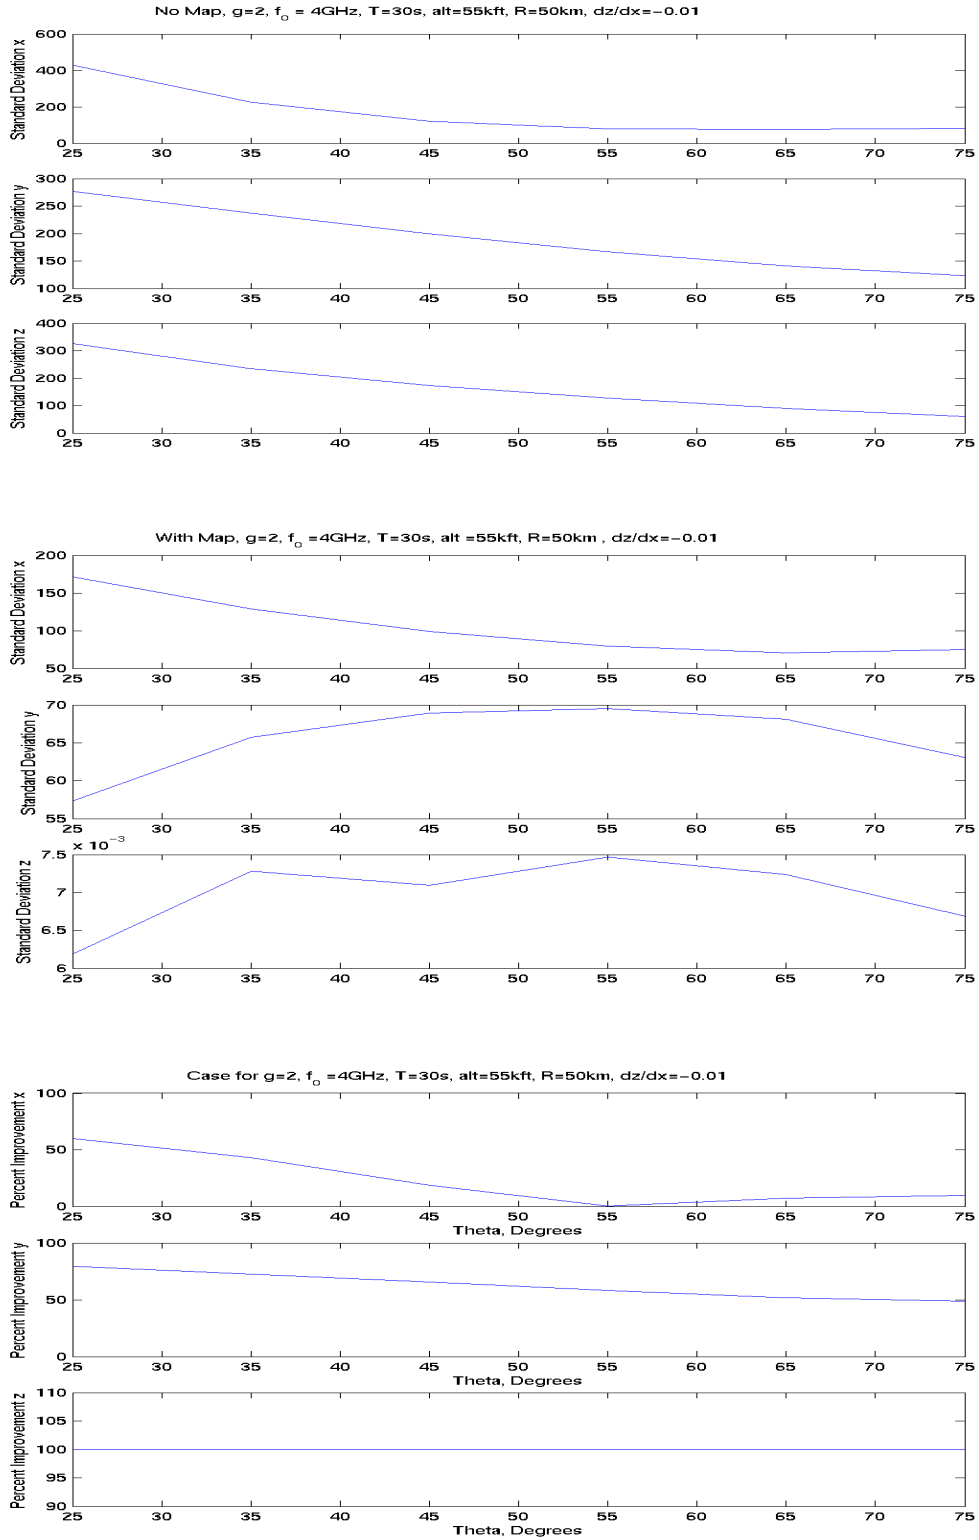 No Map, g=2, f_o = 4GHz, T=30s, alt=55kft, R=50km, dz/dx=−0.01
Standard Deviation x
600
400
200
0
25 30 35 40 45 50 55 60 65 70 75
Standard Deviation y
300
250
200
150
100
25 30 35 40 45 50 55 60 65 70 75
Standard Deviation z
400
300
200
100
0
25 30 35 40 45 50 55 60 65 70 75
With Map, g=2, f_o =4GHz, T=30s, alt =55kft, R=50km , dz/dx=−0.01
Standard Deviation x
200
150
100
50
25 30 35 40 45 50 55 60 65 70 75
Standard Deviation y
70
65
60
55
25 30 35 40 45 50 55 60 65 70 75
× 10^−3
Standard Deviation z
7.5
7
6.5
6
25 30 35 40 45 50 55 60 65 70 75
Case for g=2, f_o =4GHz, T=30s, alt=55kft, R=50km, dz/dx=−0.01
Percent Improvement x
100
50
0
25 30 35 40 45 50 55 60 65 70 75
Theta, Degrees
Percent Improvement y
100
50
0
25 30 35 40 45 50 55 60 65 70 75
Theta, Degrees
Percent Improvement z
110
105
100
95
90
25 30 35 40 45 50 55 60 65 70 75
Theta, Degrees